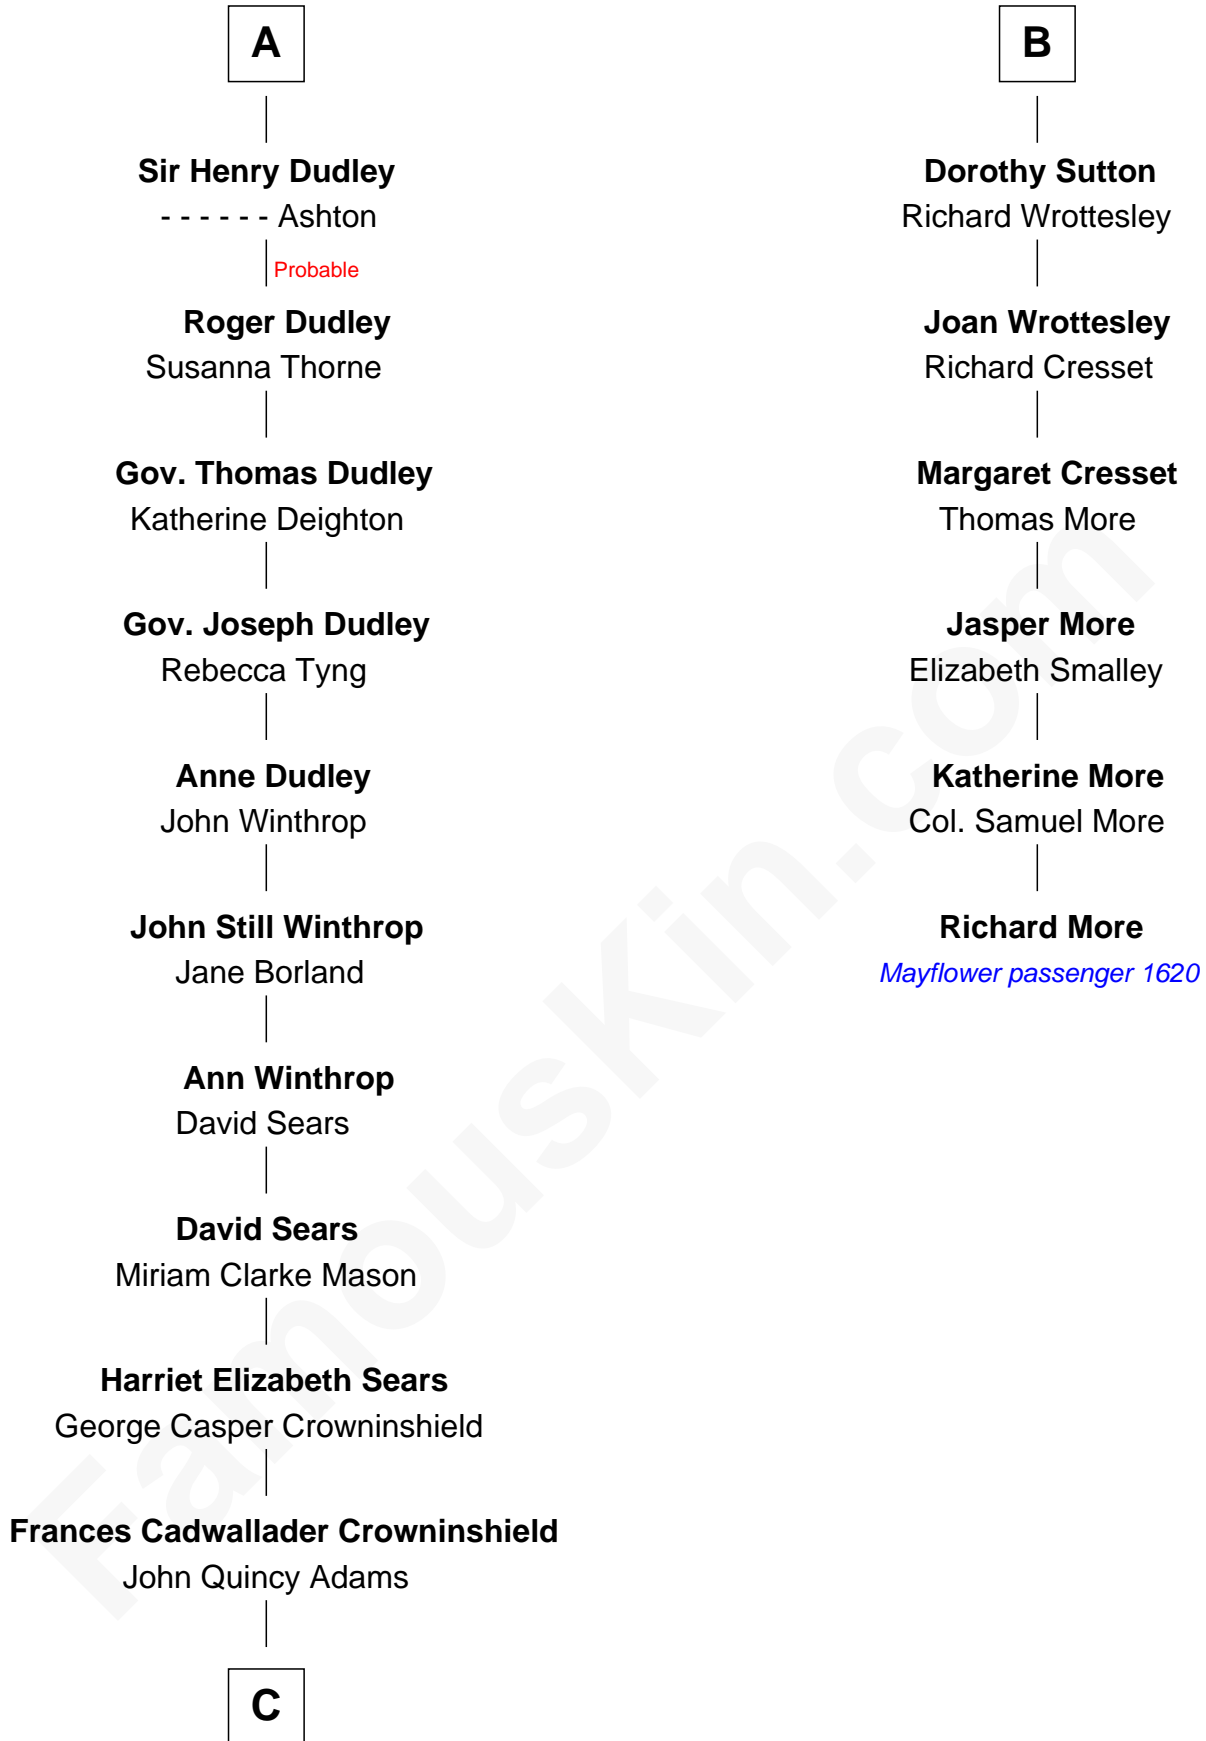 A
Sir Henry Dudley
- - - - - - Ashton
Probable
Roger Dudley
Susanna Thorne
Gov. Thomas Dudley
Katherine Deighton
Gov. Joseph Dudley
Rebecca Tyng
Anne Dudley
John Winthrop
John Still Winthrop
Jane Borland
Ann Winthrop
David Sears
David Sears
Miriam Clarke Mason
Harriet Elizabeth Sears
George Casper Crowninshield
Frances Cadwallader Crowninshield
John Quincy Adams
C
B
Dorothy Sutton
Richard Wrottesley
Joan Wrottesley
Richard Cresset
Margaret Cresset
Thomas More
Jasper More
Elizabeth Smalley
Katherine More
Col. Samuel More
Richard More
Mayflower passenger 1620
FamousKin.com